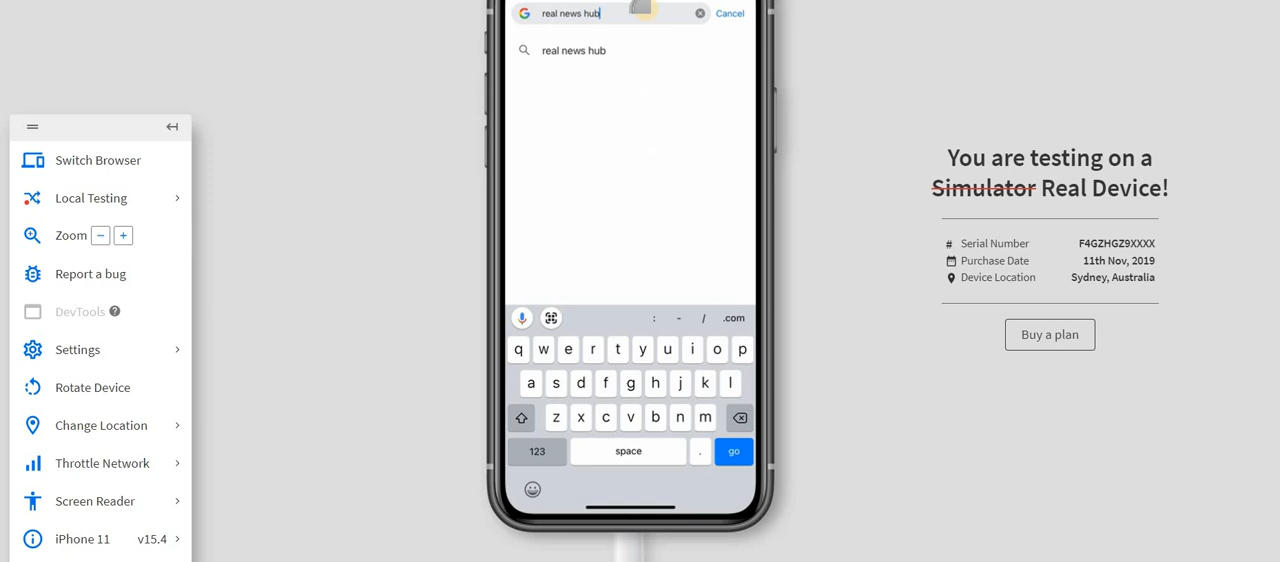 real news hub
Cancel
real news hub
Switch Browser
Local Testing
Zoom - +
Report a bug
DevTools ?
Settings
Rotate Device
Change Location
Throttle Network
Screen Reader
iPhone 11 v15.4
: - / .com
q w e r t y u i o p
a s d f g h j k l
z x c v b n m
123 space . go
You are testing on a
Simulator Real Device!
# Serial Number F4GZHGZ9XXXX
Purchase Date 11th Nov, 2019
Device Location Sydney, Australia
Buy a plan